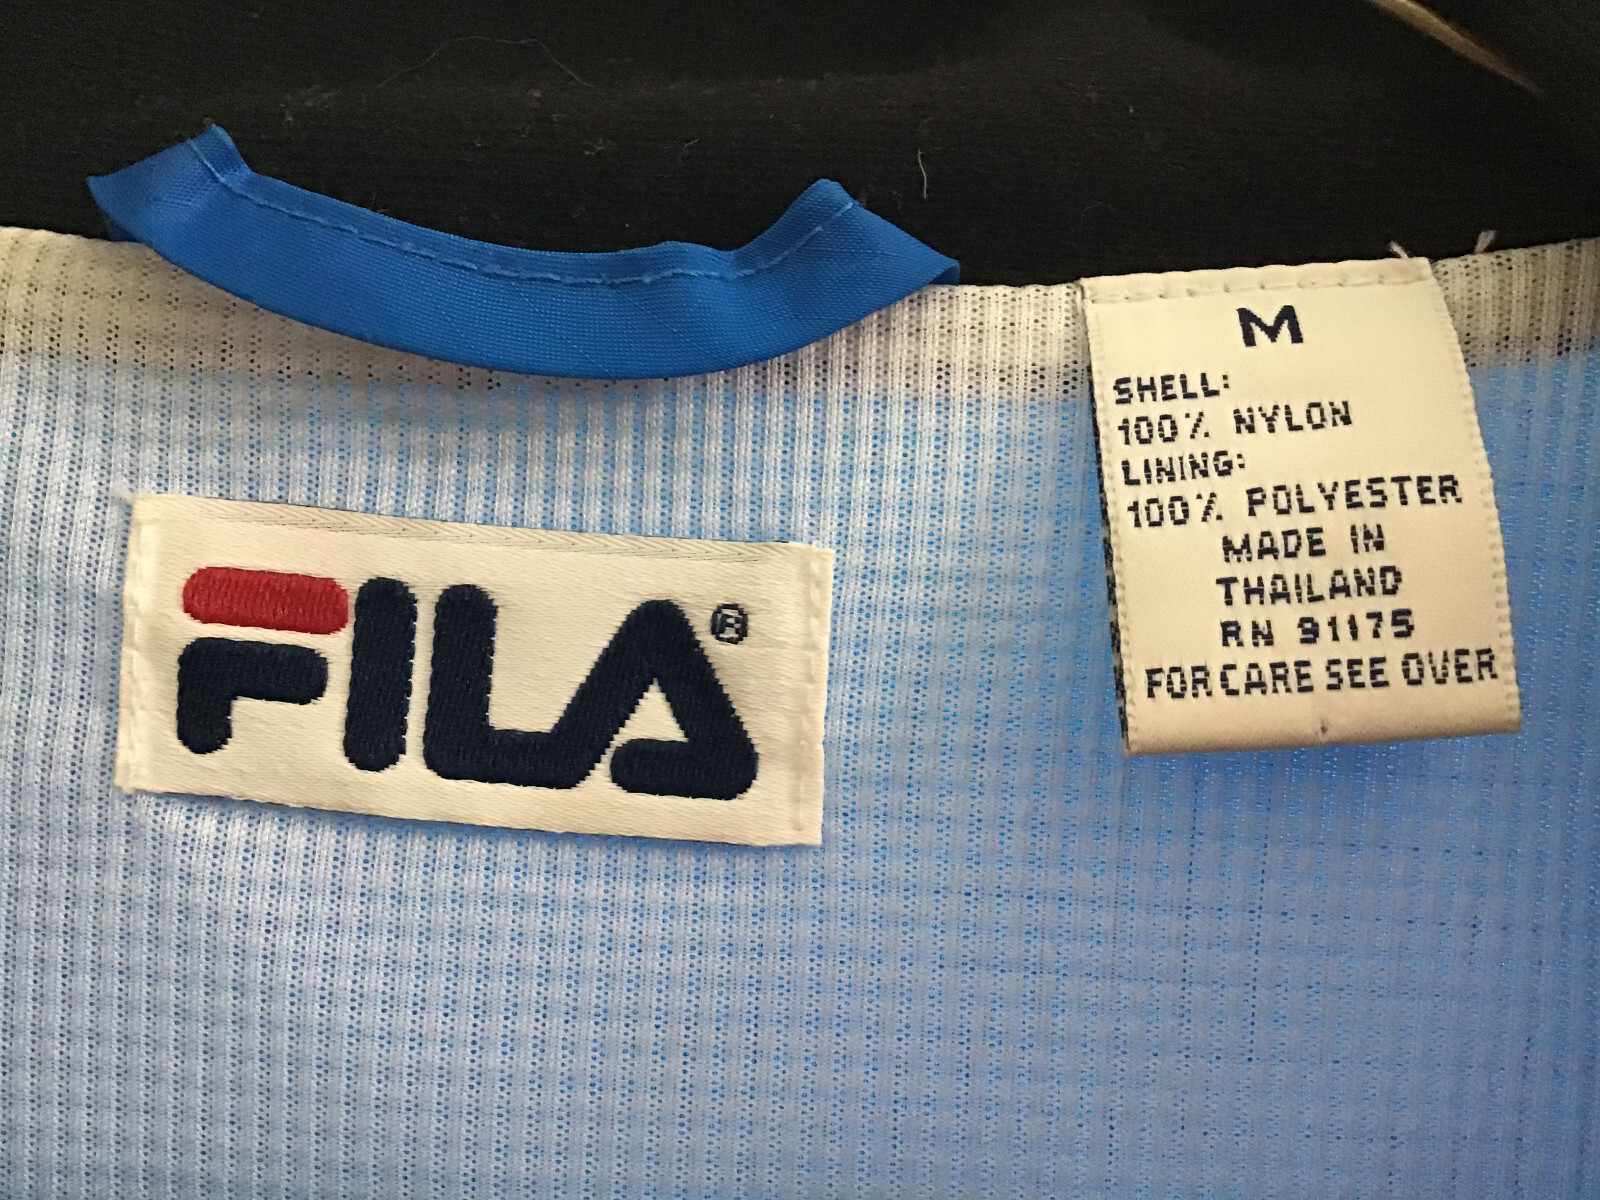 FILA®
M
SHELL:
100% NYLON
LINING:
100% POLYESTER
MADE IN
THAILAND
RN 91175
FOR CARE SEE OVER